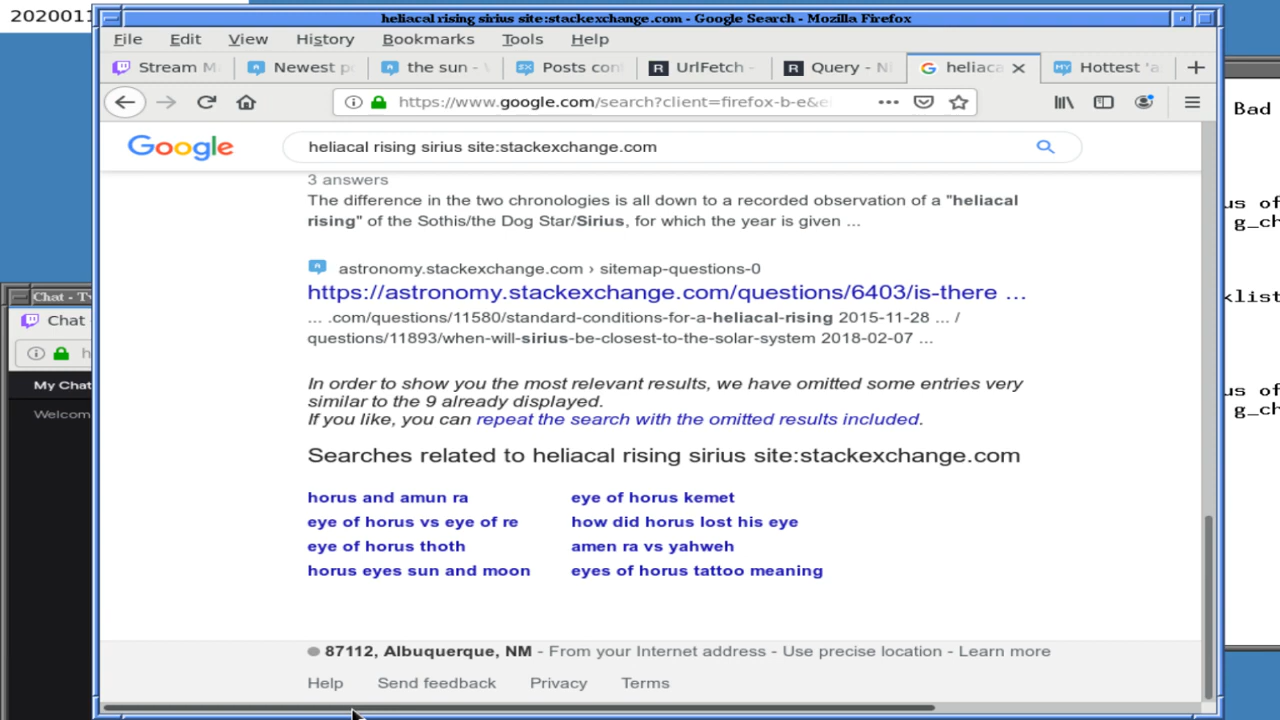 2020011
heliacal rising sirius site:stackexchange.com - Google Search - Mozilla Firefox
File Edit View History Bookmarks Tools Help
Stream M
Newest p
the sun -
Posts con
UrlFetch -
Query - N
heliaca
Hottest 'a
https://www.google.com/search?client=firefox-b-e&e
Google
heliacal rising sirius site:stackexchange.com
3 answers
The difference in the two chronologies is all down to a recorded observation of a "heliacal
rising" of the Sothis/the Dog Star/Sirius, for which the year is given ...
astronomy.stackexchange.com › sitemap-questions-0
https://astronomy.stackexchange.com/questions/6403/is-there ...
... .com/questions/11580/standard-conditions-for-a-heliacal-rising 2015-11-28 ... /
questions/11893/when-will-sirius-be-closest-to-the-solar-system 2018-02-07 ...
In order to show you the most relevant results, we have omitted some entries very
similar to the 9 already displayed.
If you like, you can repeat the search with the omitted results included.
Searches related to heliacal rising sirius site:stackexchange.com
horus and amun ra
eye of horus kemet
eye of horus vs eye of re
how did horus lost his eye
eye of horus thoth
amen ra vs yahweh
horus eyes sun and moon
eyes of horus tattoo meaning
87112, Albuquerque, NM - From your Internet address - Use precise location - Learn more
Help Send feedback Privacy Terms
Chat - Tw
Chat
h
My Chat
Welcom
Bad
us of
g_ch
klist
us of
g_ch